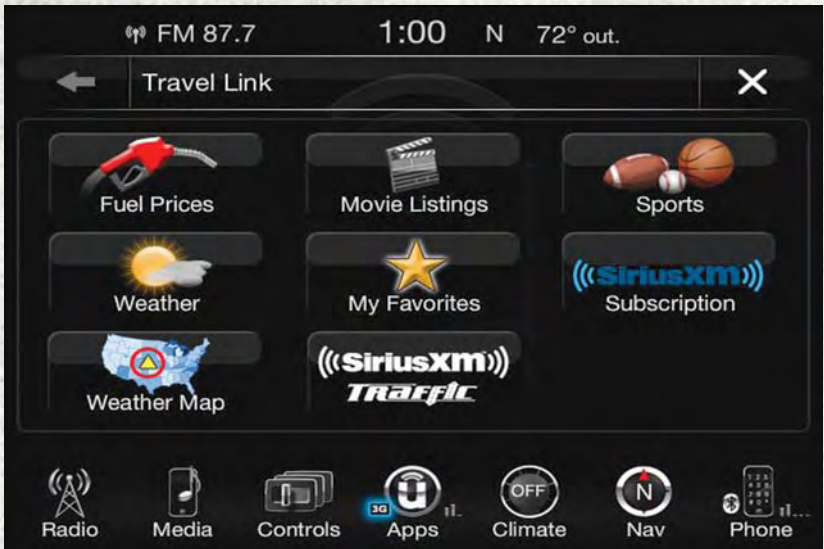 FM 87.7 1:00 N 72° out.
Travel Link
Fuel Prices Movie Listings Sports
Weather My Favorites ((SiriusXM))) Subscription
Weather Map ((SiriusXM))) Traffic
3G OFF N
Radio Media Controls Apps Climate Nav Phone